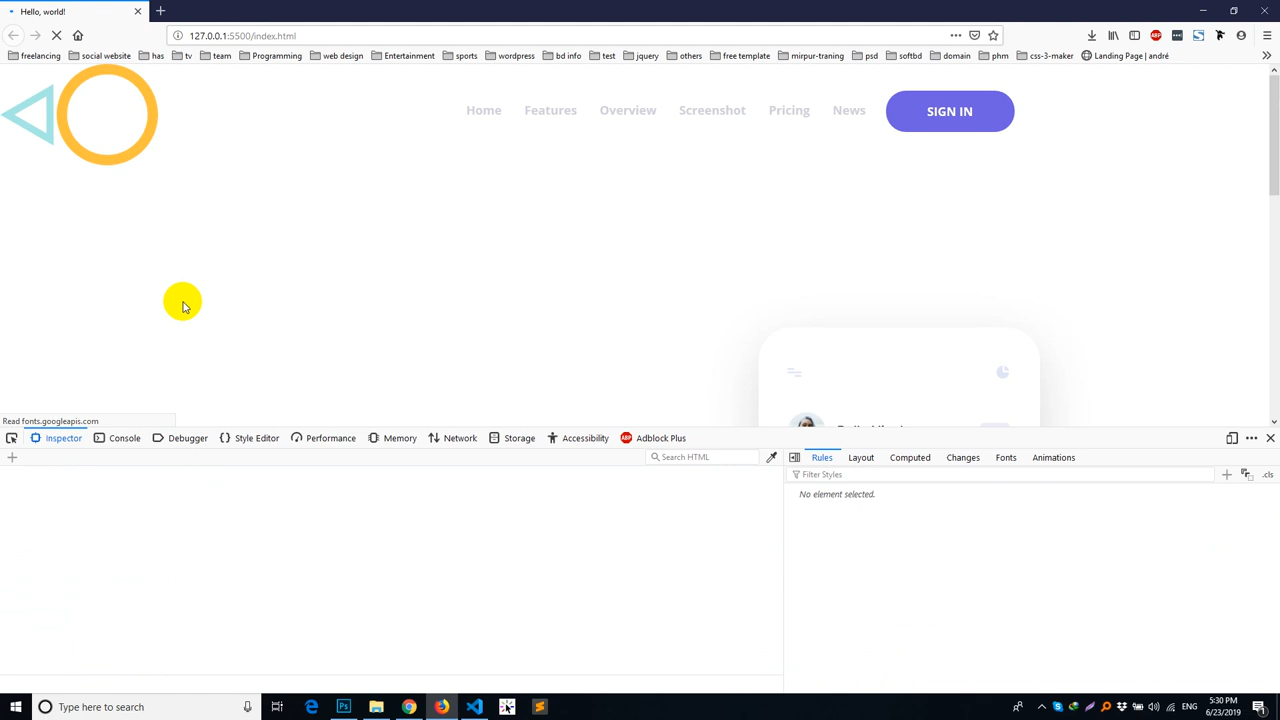 Hello, world!
127.0.0.1:5500/index.html
freelancing social website has tv team Programming web design Entertainment sports wordpress bd info test jquery others free template mirpur-traning psd softbd domain phm css-3-maker Landing Page | andré
Home Features Overview Screenshot Pricing News SIGN IN
Read fonts.googleapis.com
Inspector Console Debugger Style Editor Performance Memory Network Storage Accessibility Adblock Plus
Search HTML
Rules Layout Computed Changes Fonts Animations
Filter Styles .cls
No element selected.
Type here to search
ENG
5:30 PM
6/23/2019